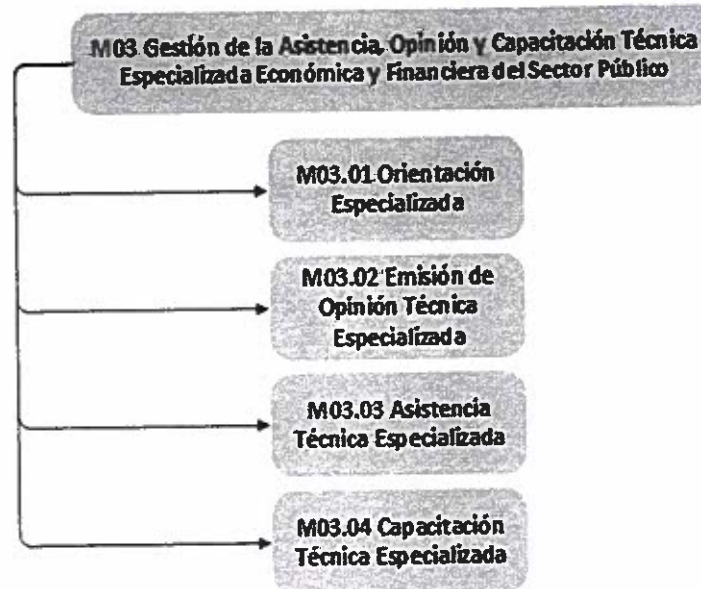 M03 Gestión de la Asistencia, Opinión y Capacitación Técnica
Especializada Económica y Financiera del Sector Público
M03.01 Orientación
Especializada
M03.02 Emisión de
Opinión Técnica
Especializada
M03.03 Asistencia
Técnica Especializada
M03.04 Capacitación
Técnica Especializada